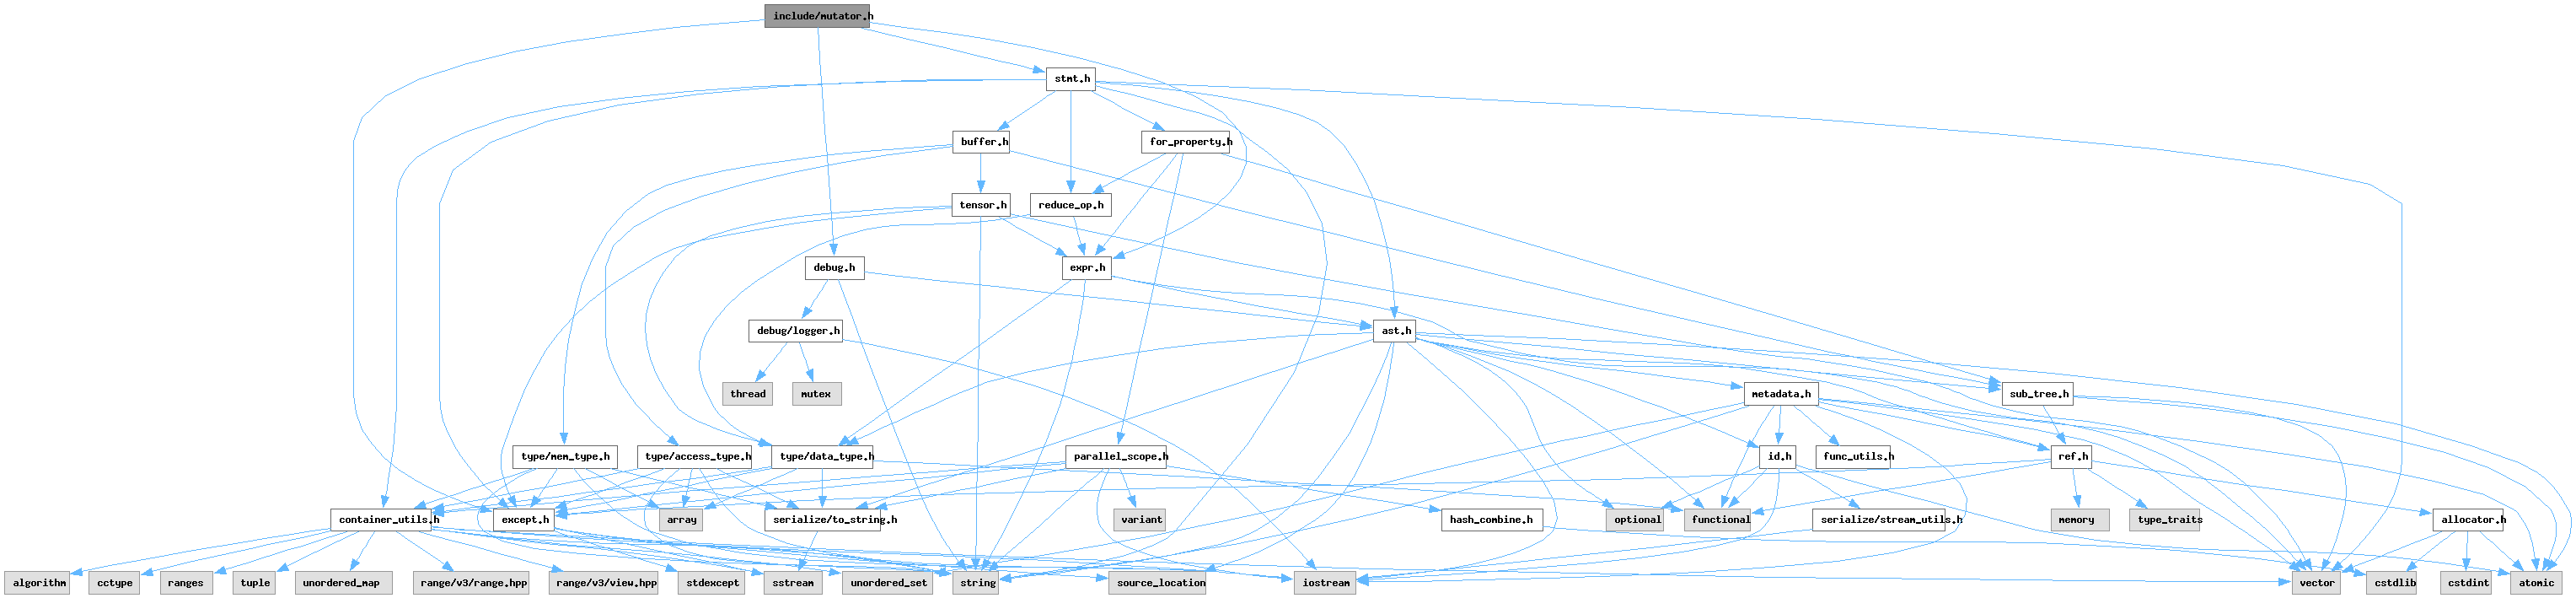 include/mutator.h
stmt.h
buffer.h
for_property.h
tensor.h
reduce_op.h
debug.h
expr.h
debug/logger.h
ast.h
thread
mutex
metadata.h
sub_tree.h
type/mem_type.h
type/access_type.h
type/data_type.h
parallel_scope.h
func_utils.h
id.h
ref.h
container_utils.h
except.h
array
serialize/to_string.h
variant
hash_combine.h
optional
functional
serialize/stream_utils.h
memory
type_traits
allocator.h
algorithm
cctype
ranges
tuple
unordered_map
range/v3/range.hpp
range/v3/view.hpp
stdexcept
sstream
unordered_set
string
source_location
iostream
vector
cstdlib
cstdint
atomic